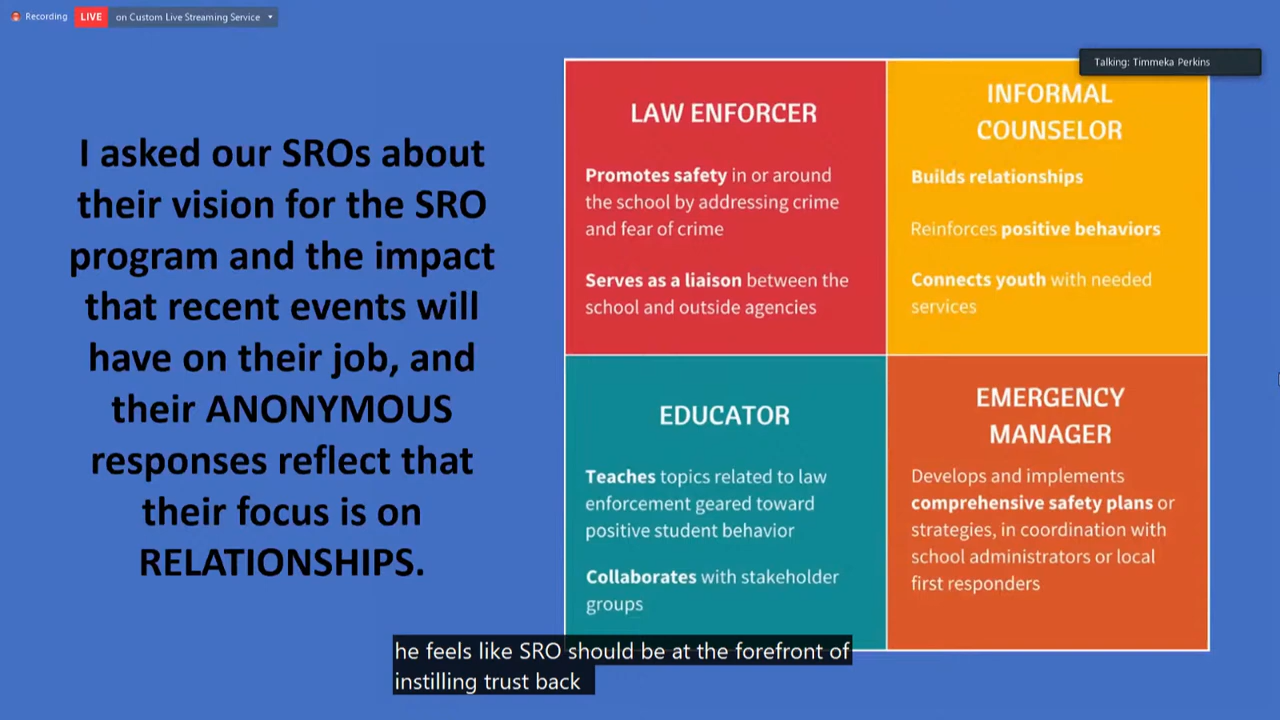 Recording
LIVE
on Custom Live Streaming Service
Talking: Timmeka Perkins
I asked our SROs about
their vision for the SRO
program and the impact
that recent events will
have on their job, and
their ANONYMOUS
responses reflect that
their focus is on
RELATIONSHIPS.
LAW ENFORCER
Promotes safety in or around
the school by addressing crime
and fear of crime
Serves as a liaison between the
school and outside agencies
INFORMAL
COUNSELOR
Builds relationships
Reinforces positive behaviors
Connects youth with needed
services
EDUCATOR
Teaches topics related to law
enforcement geared toward
positive student behavior
Collaborates with stakeholder
groups
EMERGENCY
MANAGER
Develops and implements
comprehensive safety plans or
strategies, in coordination with
school administrators or local
first responders
he feels like SRO should be at the forefront of
instilling trust back